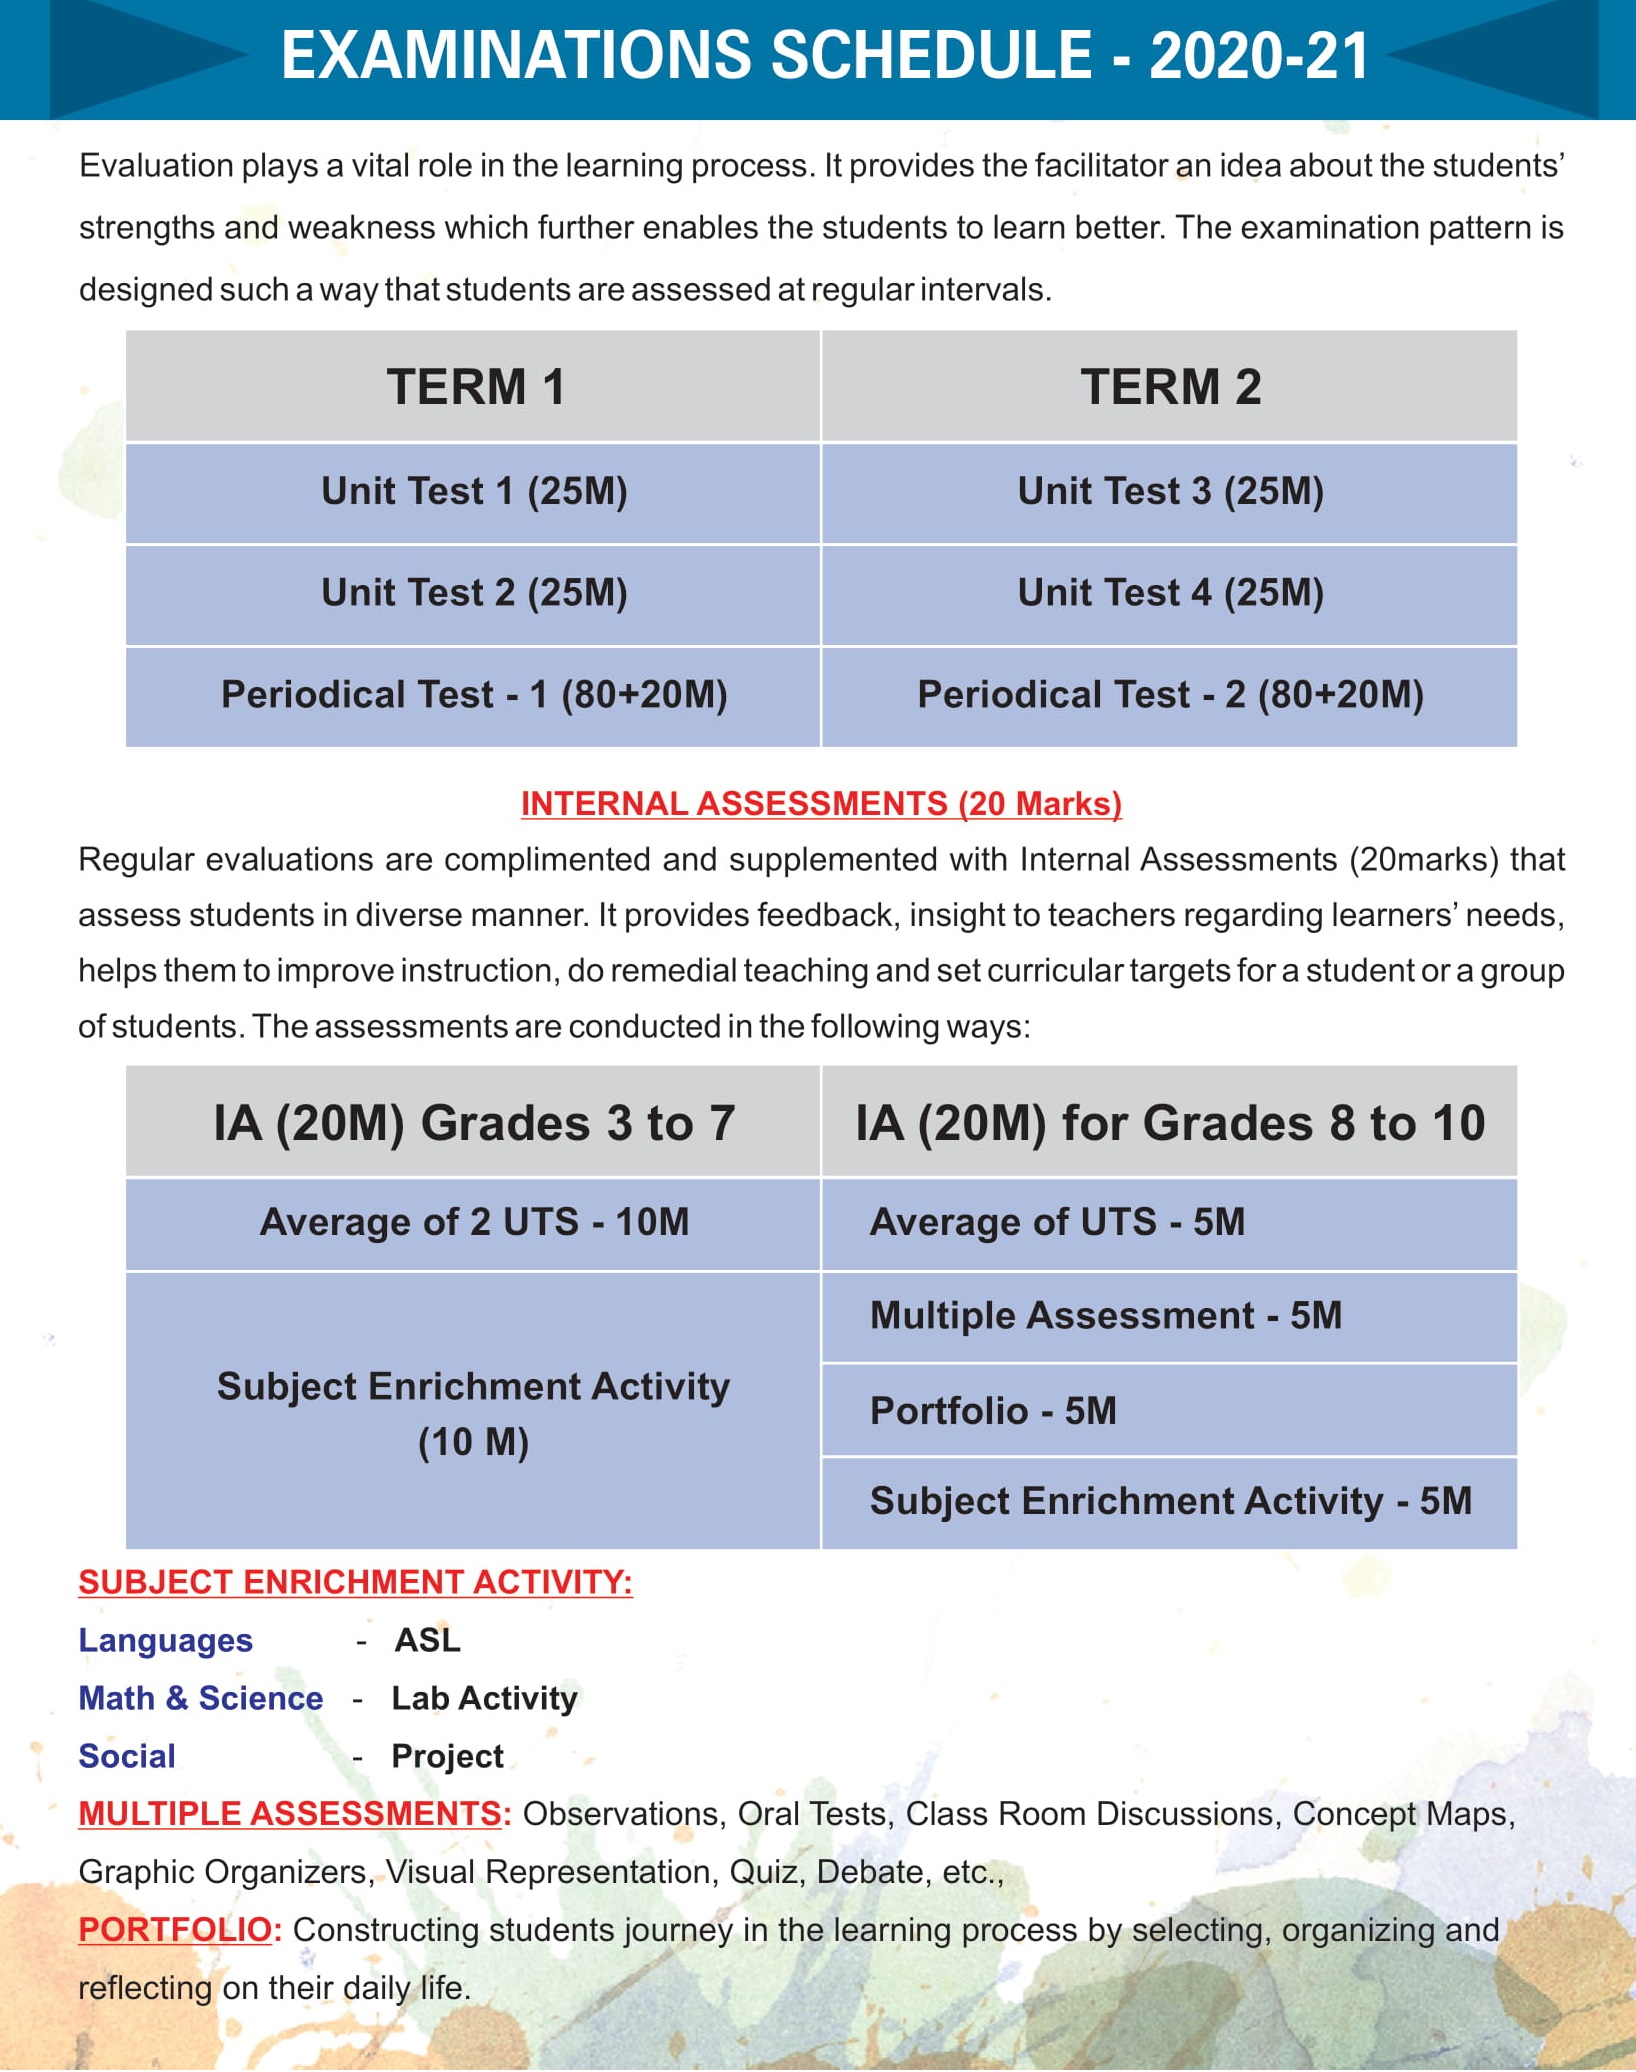 EXAMINATIONS SCHEDULE - 2020-21
Evaluation plays a vital role in the learning process. It provides the facilitator an idea about the students’
strengths and weakness which further enables the students to learn better. The examination pattern is
designed such a way that students are assessed at regular intervals.
TERM 1 TERM 2
Unit Test 1 (25M) Unit Test 3 (25M)
Unit Test 2 (25M) Unit Test 4 (25M)
Periodical Test - 1 (80+20M) Periodical Test - 2 (80+20M)
INTERNAL ASSESSMENTS (20 Marks)
Regular evaluations are complimented and supplemented with Internal Assessments (20marks) that
assess students in diverse manner. It provides feedback, insight to teachers regarding learners’ needs,
helps them to improve instruction, do remedial teaching and set curricular targets for a student or a group
of students. The assessments are conducted in the following ways:
IA (20M) Grades 3 to 7 IA (20M) for Grades 8 to 10
Average of 2 UTS - 10M Average of UTS - 5M
Multiple Assessment - 5M
Subject Enrichment Activity
(10 M)
Portfolio - 5M
Subject Enrichment Activity - 5M
SUBJECT ENRICHMENT ACTIVITY:
Languages - ASL
Math & Science - Lab Activity
Social - Project
MULTIPLE ASSESSMENTS: Observations, Oral Tests, Class Room Discussions, Concept Maps,
Graphic Organizers, Visual Representation, Quiz, Debate, etc.,
PORTFOLIO: Constructing students journey in the learning process by selecting, organizing and
reflecting on their daily life.